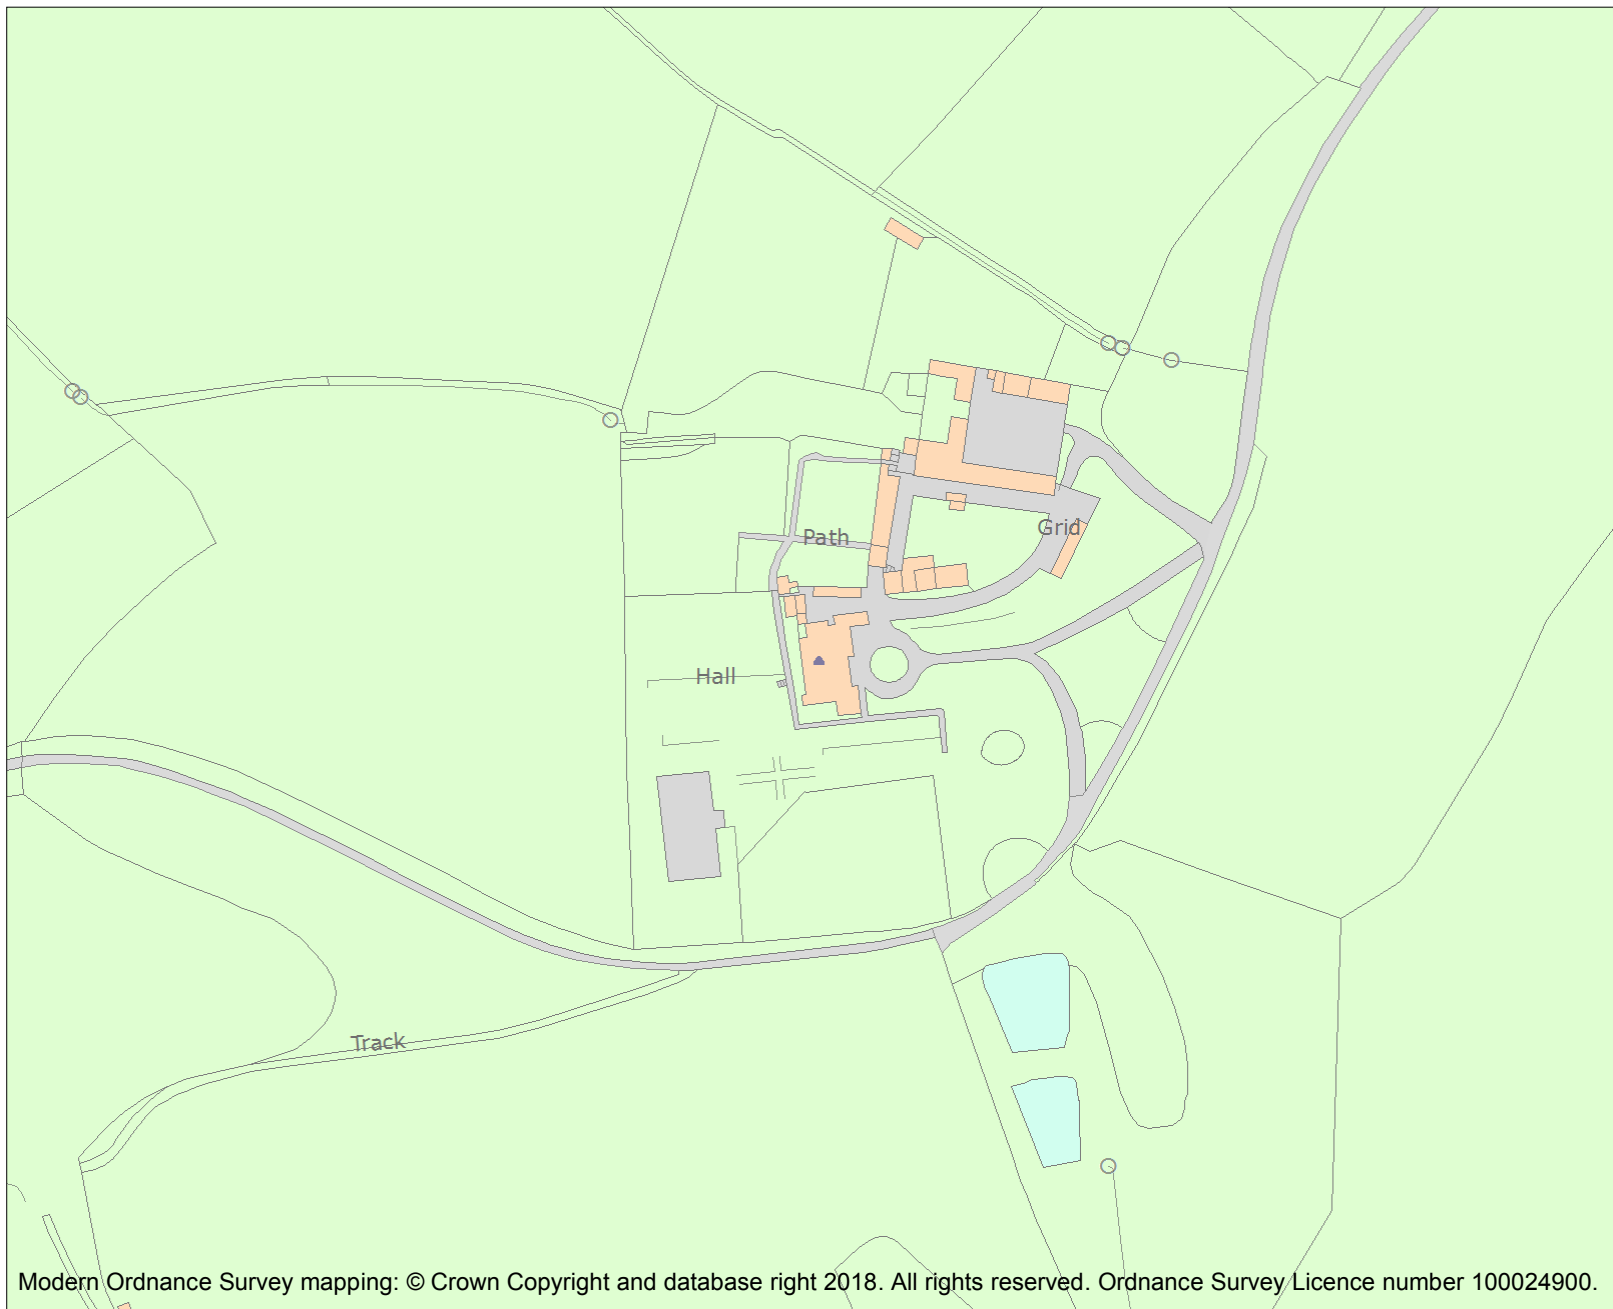 Grid
Path
Hall
Track
Modern Ordnance Survey mapping: © Crown Copyright and database right 2018. All rights reserved. Ordnance Survey Licence number 100024900.